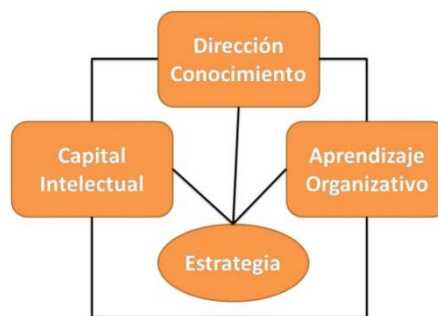 Dirección
Conocimiento
Capital
Intelectual
Aprendizaje
Organizativo
Estrategia